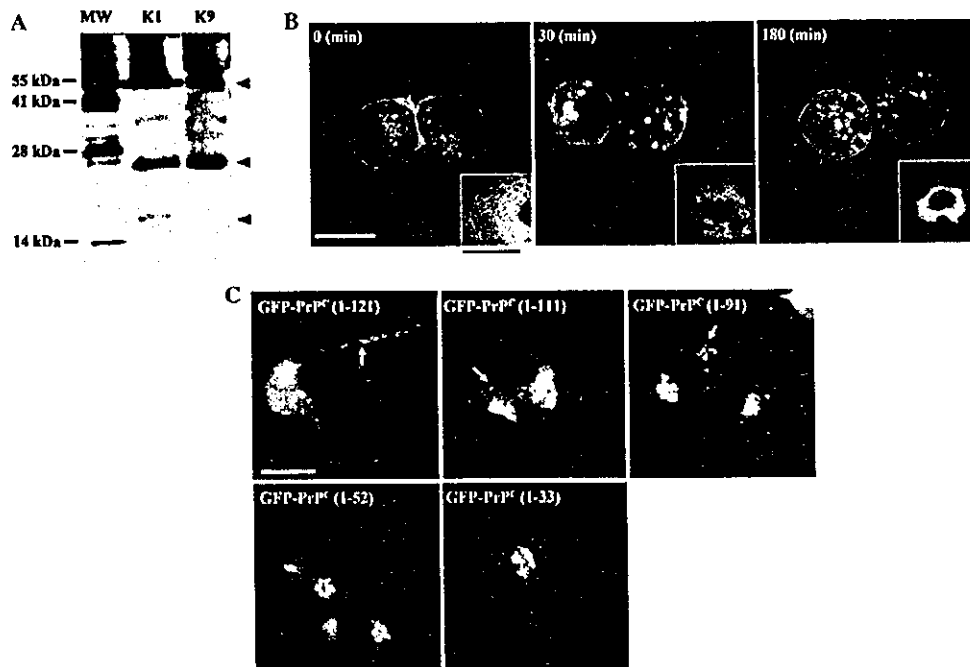 A
MW K1 K9
55 kDa
41 kDa
28 kDa
14 kDa
B
0 (min)
30 (min)
180 (min)
C
GFP-PrPᶜ (1-121)
GFP-PrPᶜ (1-111)
GFP-PrPᶜ (1-91)
GFP-PrPᶜ (1-52)
GFP-PrPᶜ (1-33)